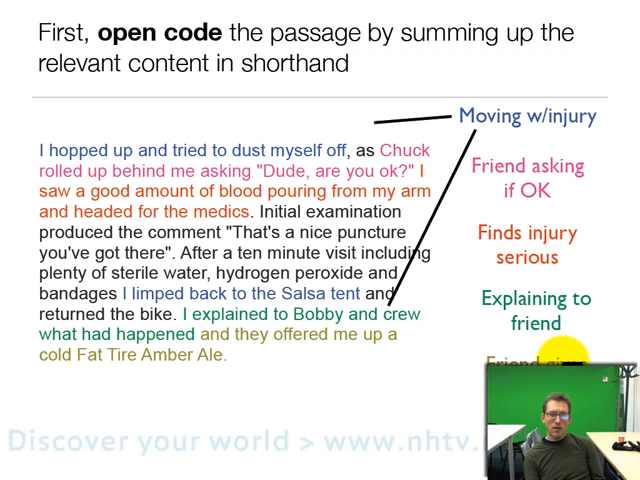 First, open code the passage by summing up the
relevant content in shorthand
Moving w/injury
I hopped up and tried to dust myself off, as Chuck
rolled up behind me asking "Dude, are you ok?" I
saw a good amount of blood pouring from my arm
and headed for the medics. Initial examination
produced the comment "That's a nice puncture
you've got there". After a ten minute visit including
plenty of sterile water, hydrogen peroxide and
bandages I limped back to the Salsa tent and
returned the bike. I explained to Bobby and crew
what had happened and they offered me up a
cold Fat Tire Amber Ale.
Friend asking
if OK
Finds injury
serious
Explaining to
friend
Friend
Discover your world > www.nhtv.